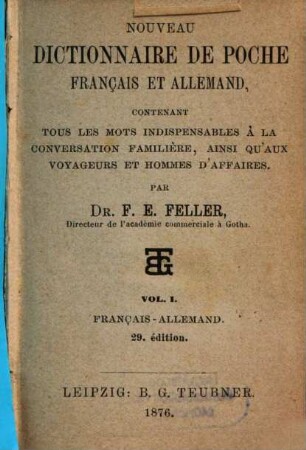 NOUVEAU
DICTIONNAIRE DE POCHE
FRANÇAIS ET ALLEMAND,
CONTENANT
TOUS LES MOTS INDISPENSABLES À LA
CONVERSATION FAMILIÈRE, AINSI QU'AUX
VOYAGEURS ET HOMMES D'AFFAIRES.
PAR
DR. F. E. FELLER,
Directeur de l'académie commerciale à Gotha.
BTG
VOL. I.
FRANÇAIS-ALLEMAND.
29. édition.
LEIPZIG: B. G. TEUBNER.
1876.